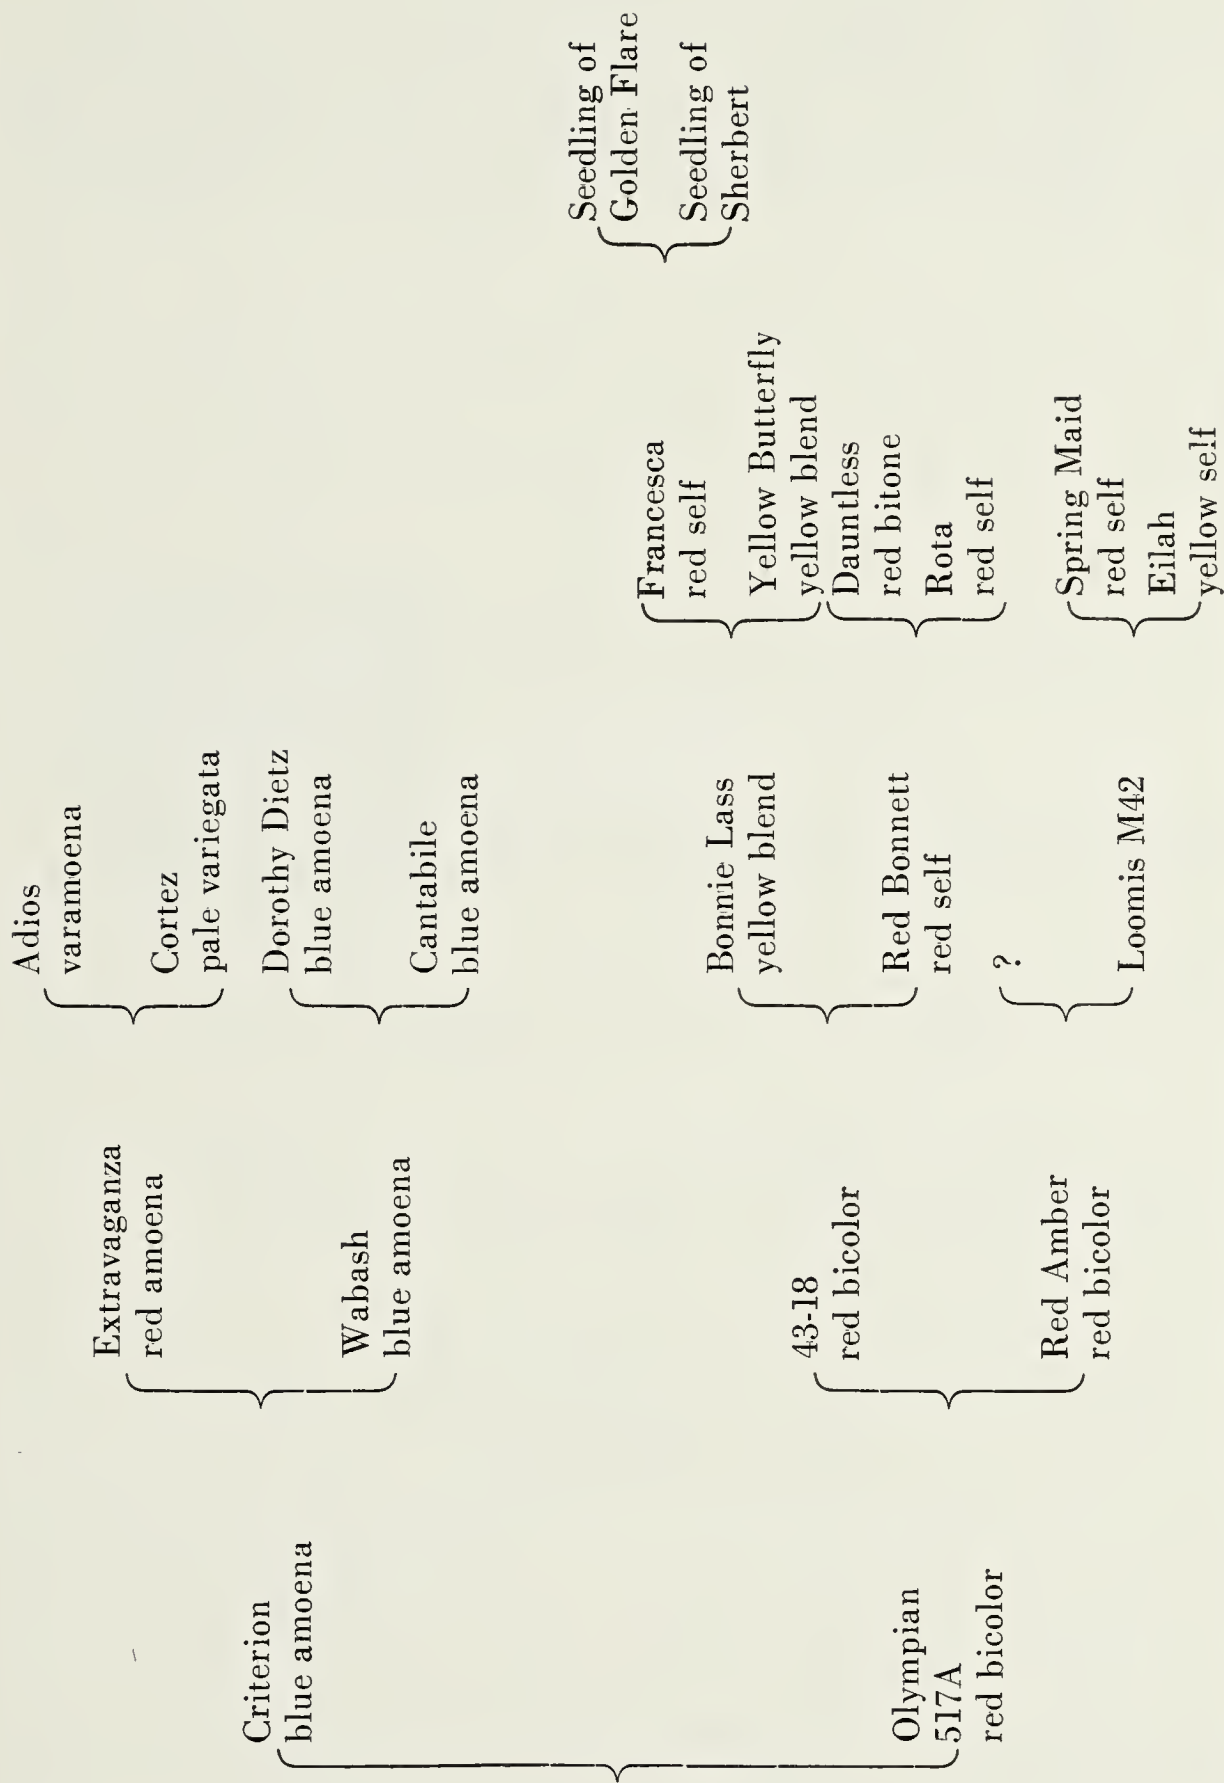 Criterion
blue amoena
Extravaganza
red amoena
Adios
varamoena
Cortez
pale variegata
Wabash
blue amoena
Dorothy Dietz
blue amoena
Cantabile
blue amoena
Olympian
517A
red bicolor
43-18
red bicolor
Bonnie Lass
yellow blend
Francesca
red self
Seedling of
Golden Flare
Seedling of
Sherbert
Yellow Butterfly
yellow blend
Red Bonnett
red self
Dauntless
red bitone
Rota
red self
Red Amber
red bicolor
?
Loomis M42
Spring Maid
red self
Eilah
yellow self